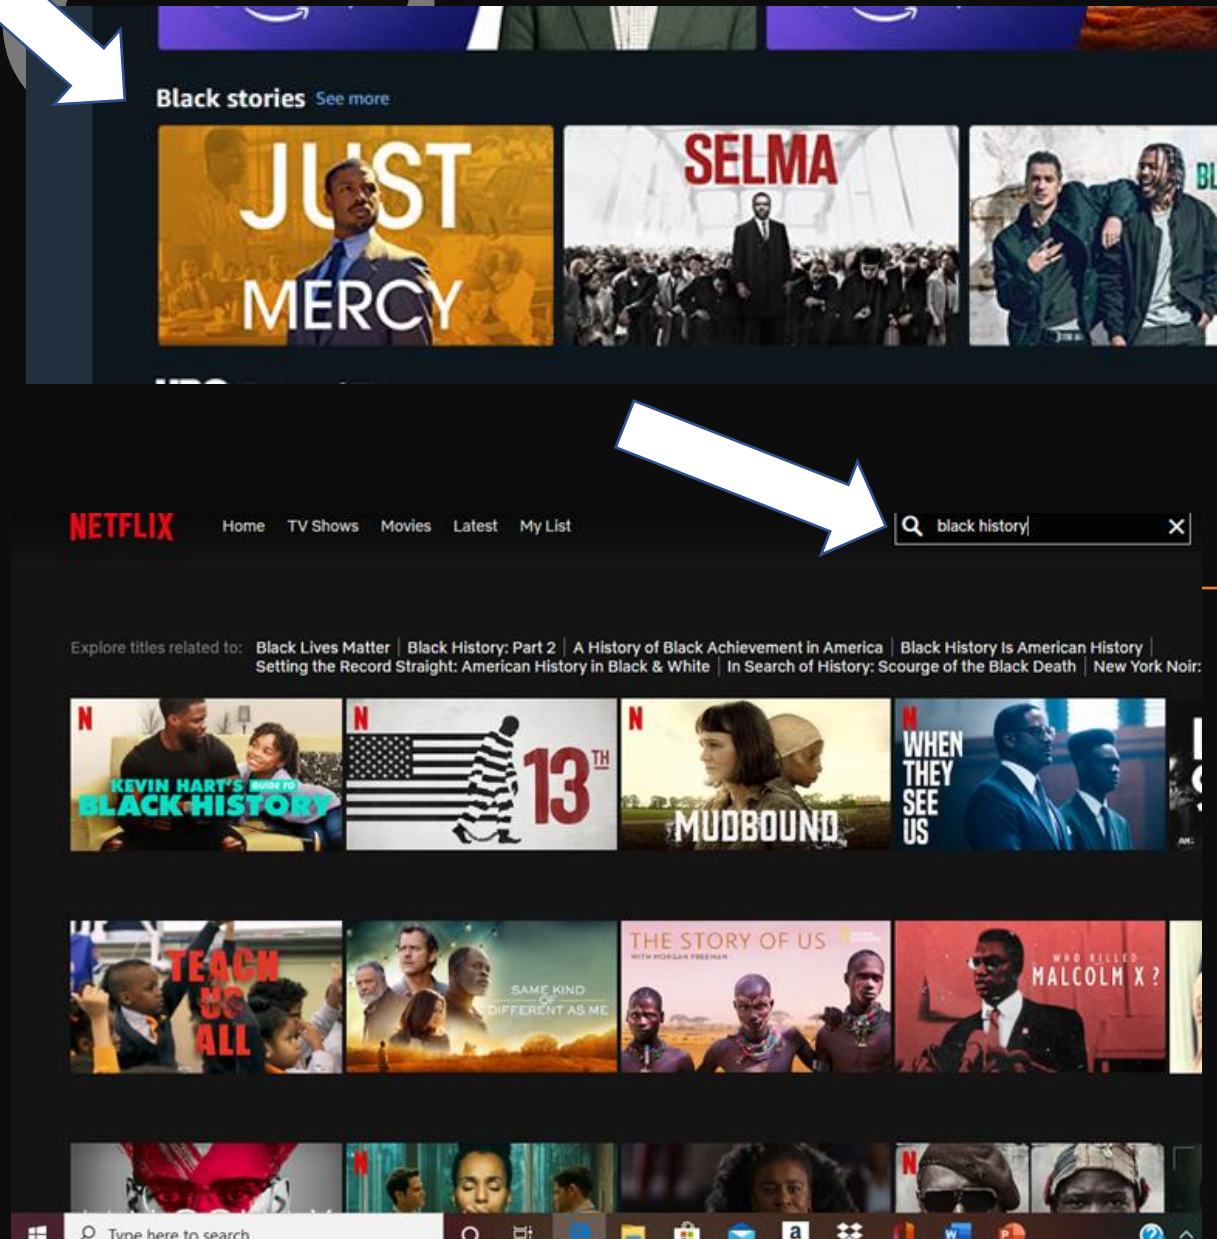 Black stories See more
JUST
MERCY
SELMA
BL
NETFLIX Home TV Shows Movies Latest My List black history
Explore titles related to: Black Lives Matter | Black History: Part 2 | A History of Black Achievement in America | Black History Is American History |
Setting the Record Straight: American History in Black & White | In Search of History: Scourge of the Black Death | New York Noir:
N
KEVIN HART'S GUIDE TO
BLACK HISTORY
N
13TH
N
MUDBOUND
N
WHEN
THEY
SEE
US
TEACH
US
ALL
SAME KIND
OF
DIFFERENT AS ME
THE STORY OF US
WITH MORGAN FREEMAN
WHO KILLED
MALCOLM X?
N
N
Type here to search